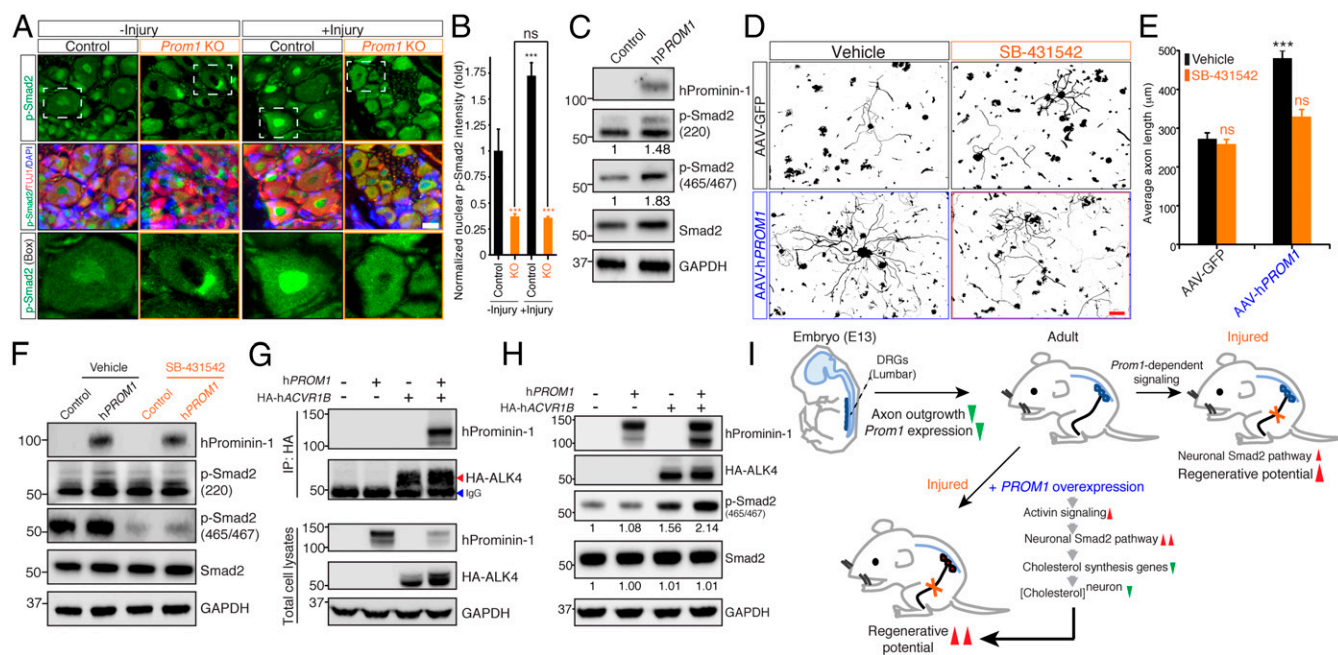 A
-Injury
+Injury
Control
Prom1 KO
Control
Prom1 KO
p-Smad2
p-Smad2/TUJ1/DAPI
p-Smad2 (Box)
B
ns
***
Normalized nuclear p-Smad2 intensity (fold)
2
1.75
1.50
1.25
1.0
0.75
0.50
0.25
0
***
***
Control
KO
Control
KO
-Injury
+Injury
C
Control
hPROM1
100
hProminin-1
50
p-Smad2
(220)
1
1.48
50
p-Smad2
(465/467)
1
1.83
50
Smad2
37
GAPDH
D
Vehicle
SB-431542
AAV-GFP
AAV-hPROM1
E
Average axon length (μm)
500
400
300
200
100
0
Vehicle
SB-431542
***
ns
ns
AAV-GFP
AAV-hPROM1
F
Vehicle
SB-431542
Control
hPROM1
Control
hPROM1
100
hProminin-1
50
p-Smad2
(220)
50
p-Smad2
(465/467)
50
Smad2
37
GAPDH
G
hPROM1 - + - +
HA-hACVR1B - - + +
IP: HA
150
100
hProminin-1
50
HA-ALK4
IgG
Total cell lysates
150
100
hProminin-1
50
HA-ALK4
37
GAPDH
H
hPROM1 - + - +
HA-hACVR1B - - + +
150
100
hProminin-1
50
HA-ALK4
50
p-Smad2
(465/467)
1 1.08 1.56 2.14
50
Smad2
1 1.00 1.01 1.01
37
GAPDH
I
Embryo (E13)
DRGs
(Lumbar)
Axon outgrowth
Prom1 expression
Adult
Prom1-dependent
signaling
Injured
Neuronal Smad2 pathway
Regenerative potential
Injured
+ PROM1 overexpression
Activin signaling
Neuronal Smad2 pathway
Cholesterol synthesis genes
[Cholesterol]neuron
Regenerative
potential